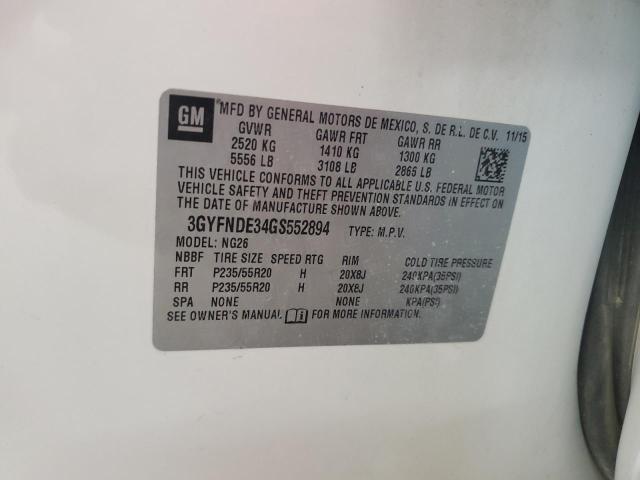 GM
MFD BY GENERAL MOTORS DE MEXICO, S. DE R.L. DE C.V. 11/15
GVWR GAWR FRT GAWR RR
2520 KG 1410 KG 1300 KG
5556 LB 3108 LB 2865 LB
THIS VEHICLE CONFORMS TO ALL APPLICABLE U.S. FEDERAL MOTOR
VEHICLE SAFETY AND THEFT PREVENTION STANDARDS IN EFFECT ON
THE DATE OF MANUFACTURE SHOWN ABOVE.
3GYFNDE34GS552894 TYPE: M.P.V.
MODEL: NG26
NBBF TIRE SIZE SPEED RTG RIM COLD TIRE PRESSURE
FRT P235/55R20 H 20X8J 240KPA(35PSI)
RR P235/55R20 H 20X8J 240KPA(35PSI)
SPA NONE NONE KPA(PSI)
SEE OWNER'S MANUAL FOR MORE INFORMATION.